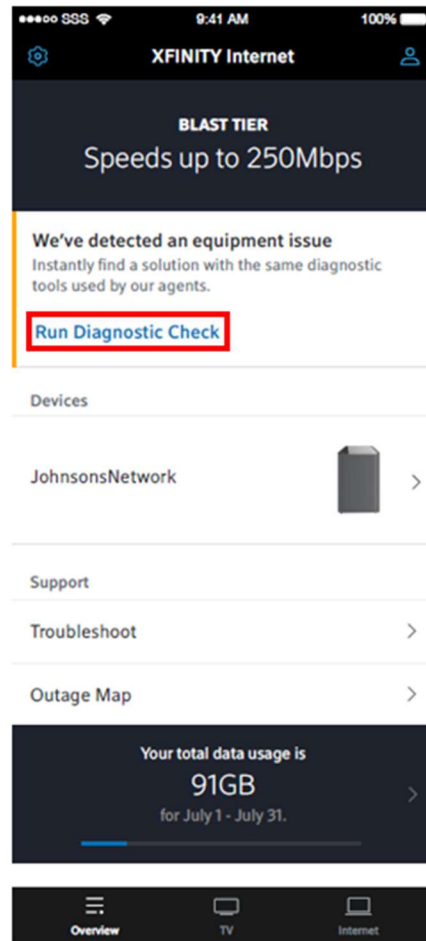 SSS 9:41 AM 100%
XFINITY Internet
BLAST TIER
Speeds up to 250Mbps
We've detected an equipment issue
Instantly find a solution with the same diagnostic
tools used by our agents.
Run Diagnostic Check
Devices
JohnsonsNetwork
Support
Troubleshoot
Outage Map
Your total data usage is
91GB
for July 1 - July 31.
Overview TV Internet